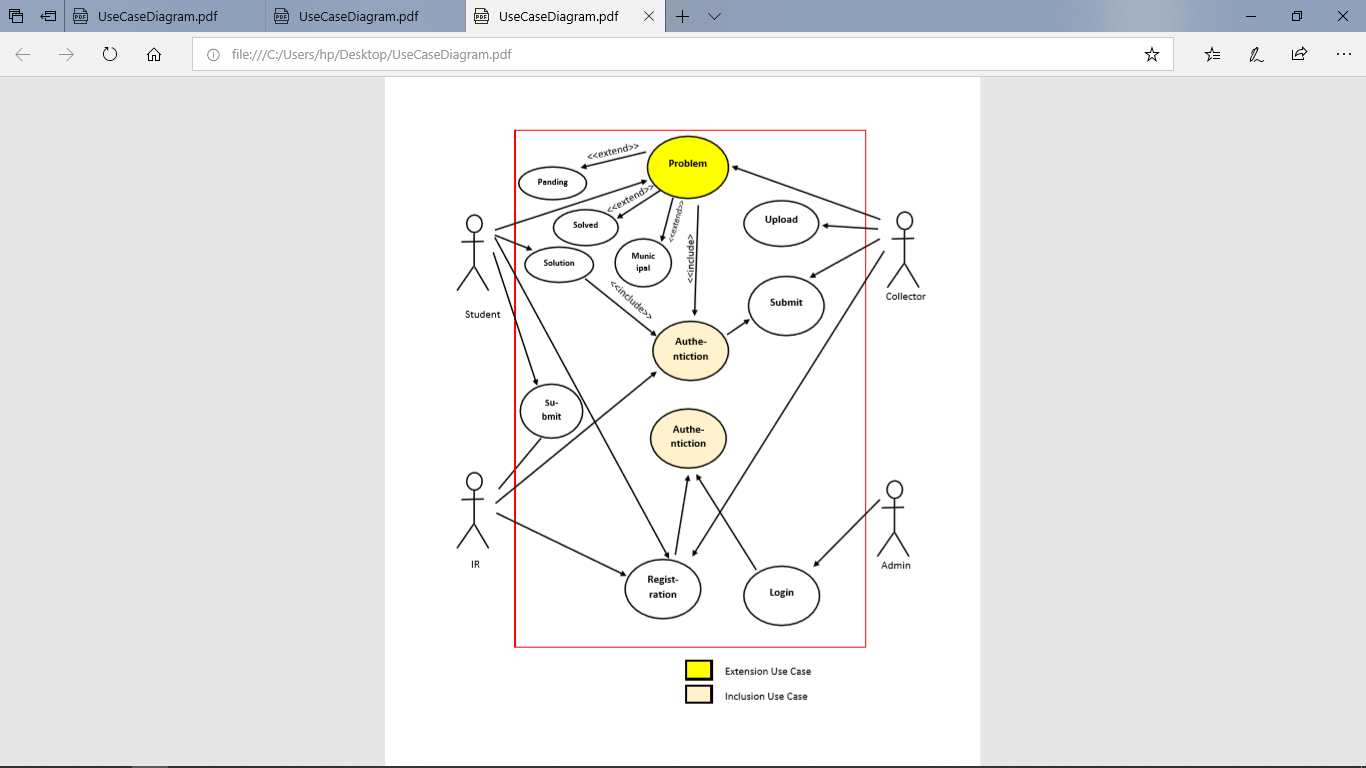 UseCaseDiagram.pdf
UseCaseDiagram.pdf
UseCaseDiagram.pdf
file:///C:/Users/hp/Desktop/UseCaseDiagram.pdf
<<extend>>
Problem
Panding
<<extend>>
Solved
<<extend>>
<<include>
Upload
Solution
Munic
ipal
<<include>>
Submit
Collector
Student
Authe-
ntiction
Su-
bmit
Authe-
ntiction
IR
Admin
Regist-
ration
Login
Extension Use Case
Inclusion Use Case